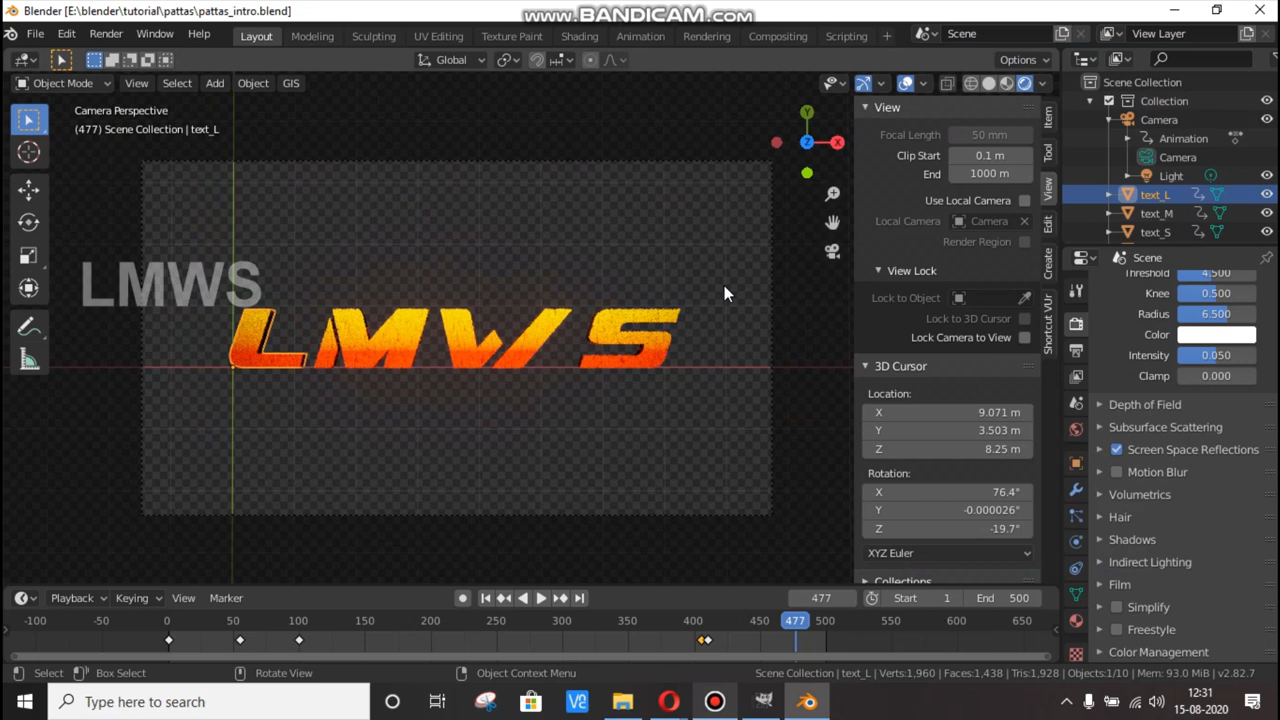 Blender [E:\blender\tutorial\pattas\pattas_intro.blend]
www.BANDICAM.com
File Edit Render Window Help Layout Modeling Sculpting UV Editing Texture Paint Shading Animation Rendering Compositing Scripting + Scene View Layer
Global Options
Object Mode View Select Add Object GIS
Camera Perspective
(477) Scene Collection | text_L
Y
Z X
LMWS
LMWS
View
Focal Length 50 mm
Clip Start 0.1 m
End 1000 m
Use Local Camera
Local Camera Camera
Render Region
View Lock
Lock to Object
Lock to 3D Cursor
Lock Camera to View
3D Cursor
Location:
X 9.071 m
Y 3.503 m
Z 8.25 m
Rotation:
X 76.4°
Y -0.000026°
Z -19.7°
XYZ Euler
Collections
Item
Tool
View
Edit
Create
Shortcut VUr
Scene Collection
Collection
Camera
Animation
Camera
Light
text_L
text_M
text_S
Scene
Threshold 4.500
Knee 0.500
Radius 6.500
Color
Intensity 0.050
Clamp 0.000
Depth of Field
Subsurface Scattering
Screen Space Reflections
Motion Blur
Volumetrics
Hair
Shadows
Indirect Lighting
Film
Simplify
Freestyle
Color Management
Playback Keying View Marker 477 Start 1 End 500
-100 -50 0 50 100 150 200 250 300 350 400 450 477 500 550 600 650
Select Box Select Rotate View Object Context Menu Scene Collection | text_L | Verts:1,960 | Faces:1,438 | Tris:1,928 | Objects:1/10 | Mem: 93.0 MiB | v2.82.7
Type here to search
12:31
15-08-2020